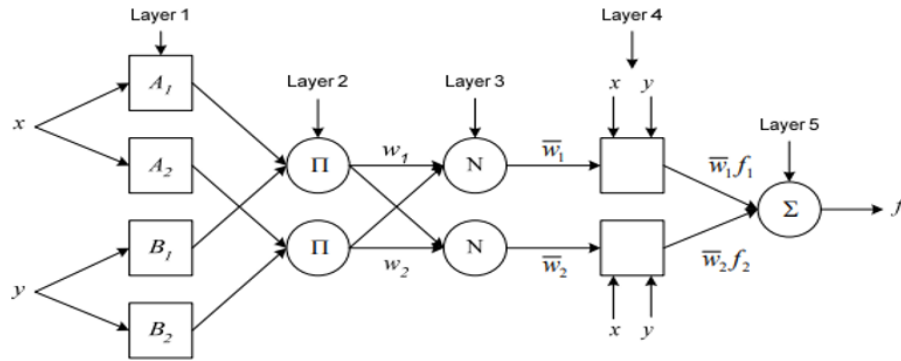 Layer 1
Layer 4
Layer 2
Layer 3
Layer 5
x
y
A₁
A₂
B₁
B₂
x y
Π
Π
w₁
w₂
N
N
w̅₁
w̅₂
w̅₁f₁
w̅₂f₂
Σ
f
x y